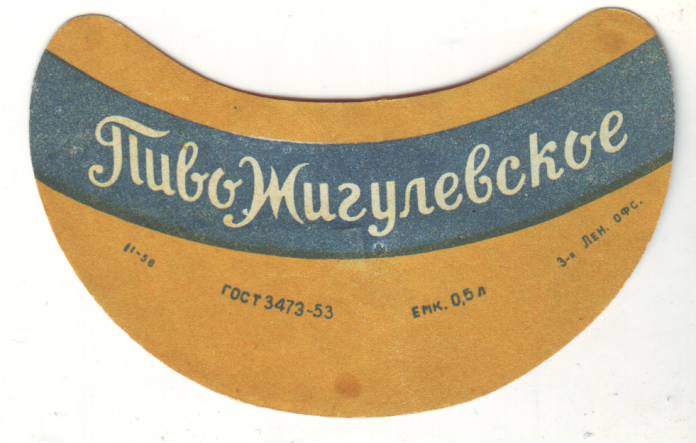 Пиво Жигулевское
11-58
ГОСТ 3473-53
ЕМК. 0,5 л
3-я ЛЕН. ОФС.